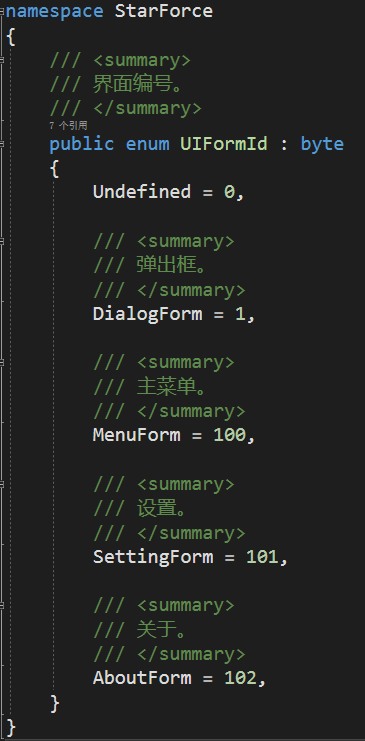 namespace StarForce
{
/// <summary>
/// 界面编号。
/// </summary>
7 个引用
public enum UIFormId : byte
{
Undefined = 0,
/// <summary>
/// 弹出框。
/// </summary>
DialogForm = 1,
/// <summary>
/// 主菜单。
/// </summary>
MenuForm = 100,
/// <summary>
/// 设置。
/// </summary>
SettingForm = 101,
/// <summary>
/// 关于。
/// </summary>
AboutForm = 102,
}
}